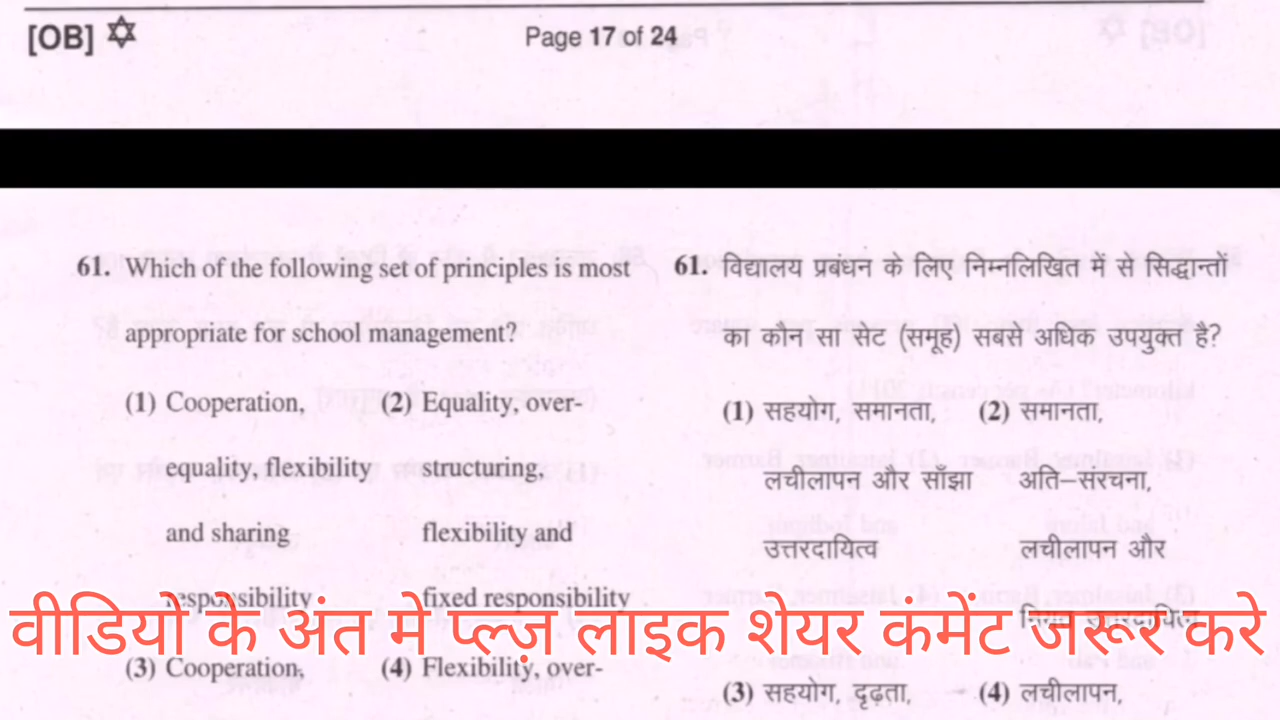 [OB] ✡
Page 17 of 24
61. Which of the following set of principles is most
appropriate for school management?
(1) Cooperation,
equality, flexibility
and sharing
responsibility
(2) Equality, over-
structuring,
flexibility and
fixed responsibility
(3) Cooperation,
(4) Flexibility, over-
61. विद्यालय प्रबंधन के लिए निम्नलिखित में से सिद्धान्तों
का कौन सा सेट (समूह) सबसे अधिक उपयुक्त है?
(1) सहयोग, समानता,
लचीलापन और साँझा
उत्तरदायित्व
(2) समानता,
अति–संरचना,
लचीलापन और
(3) सहयोग, दृढ़ता,
(4) लचीलापन,
वीडियो के अंत मे प्ल्ज़ लाइक शेयर कंमेंट जरूर करे